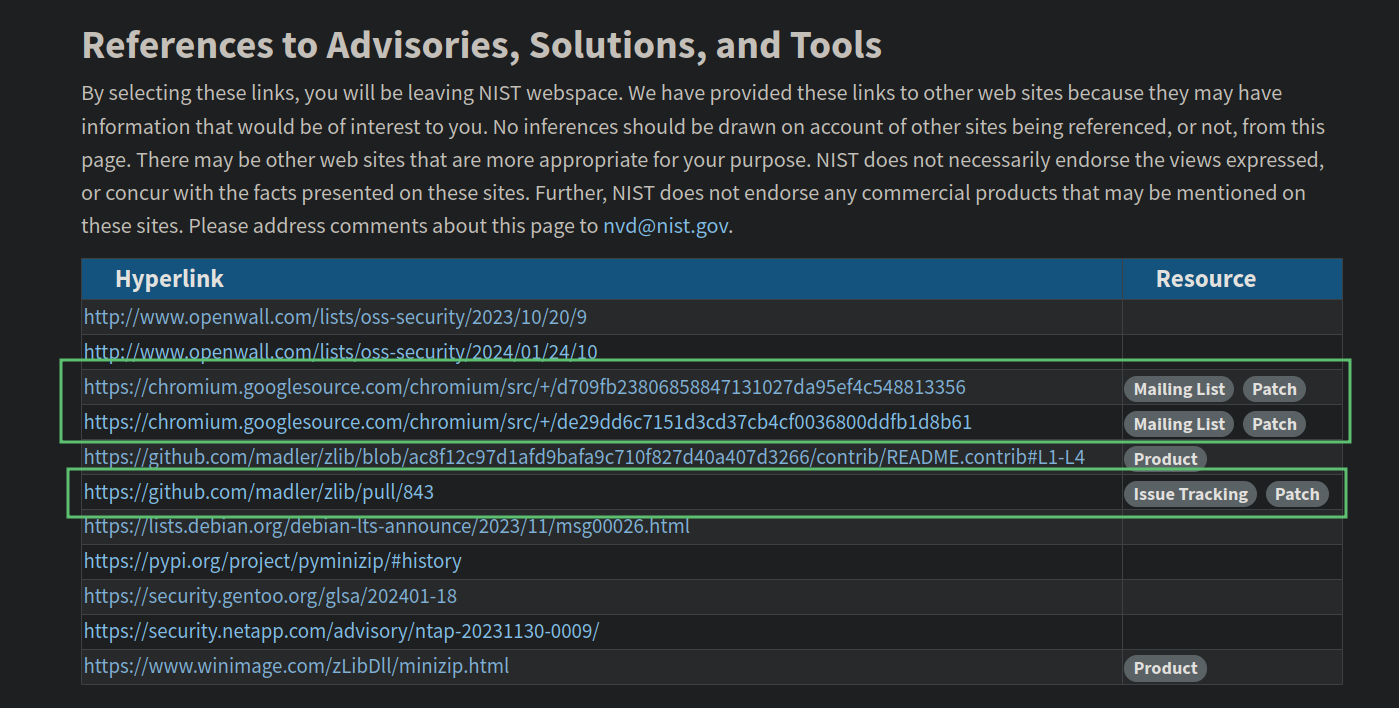 References to Advisories, Solutions, and Tools
By selecting these links, you will be leaving NIST webspace. We have provided these links to other web sites because they may have
information that would be of interest to you. No inferences should be drawn on account of other sites being referenced, or not, from this
page. There may be other web sites that are more appropriate for your purpose. NIST does not necessarily endorse the views expressed,
or concur with the facts presented on these sites. Further, NIST does not endorse any commercial products that may be mentioned on
these sites. Please address comments about this page to nvd@nist.gov.
Hyperlink Resource
http://www.openwall.com/lists/oss-security/2023/10/20/9
http://www.openwall.com/lists/oss-security/2024/01/24/10
https://chromium.googlesource.com/chromium/src/+/d709fb23806858847131027da95ef4c548813356 Mailing List Patch
https://chromium.googlesource.com/chromium/src/+/de29dd6c7151d3cd37cb4cf0036800ddfb1d8b61 Mailing List Patch
https://github.com/madler/zlib/blob/ac8f12c97d1afd9bafa9c710f827d40a407d3266/contrib/README.contrib#L1-L4 Product
https://github.com/madler/zlib/pull/843 Issue Tracking Patch
https://lists.debian.org/debian-lts-announce/2023/11/msg00026.html
https://pypi.org/project/pyminizip/#history
https://security.gentoo.org/glsa/202401-18
https://security.netapp.com/advisory/ntap-20231130-0009/
https://www.winimage.com/zLibDll/minizip.html Product